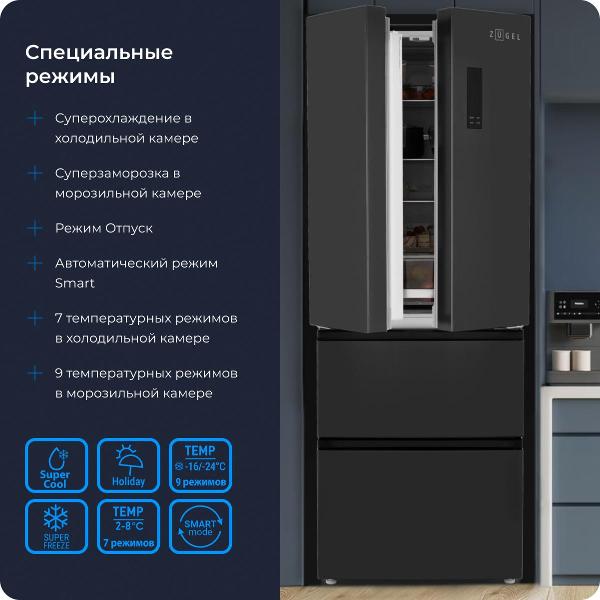 Специальные
режимы
Суперохлаждение в
холодильной камере
Суперзаморозка в
морозильной камере
Режим Отпуск
Автоматический режим
Smart
7 температурных режимов
в холодильной камере
9 температурных режимов
в морозильной камере
Super
Cool
Holiday
TEMP
-16/-24°C
9 режимов
SUPER
FREEZE
TEMP
2-8°C
7 режимов
SMART
mode
ZÜGEL